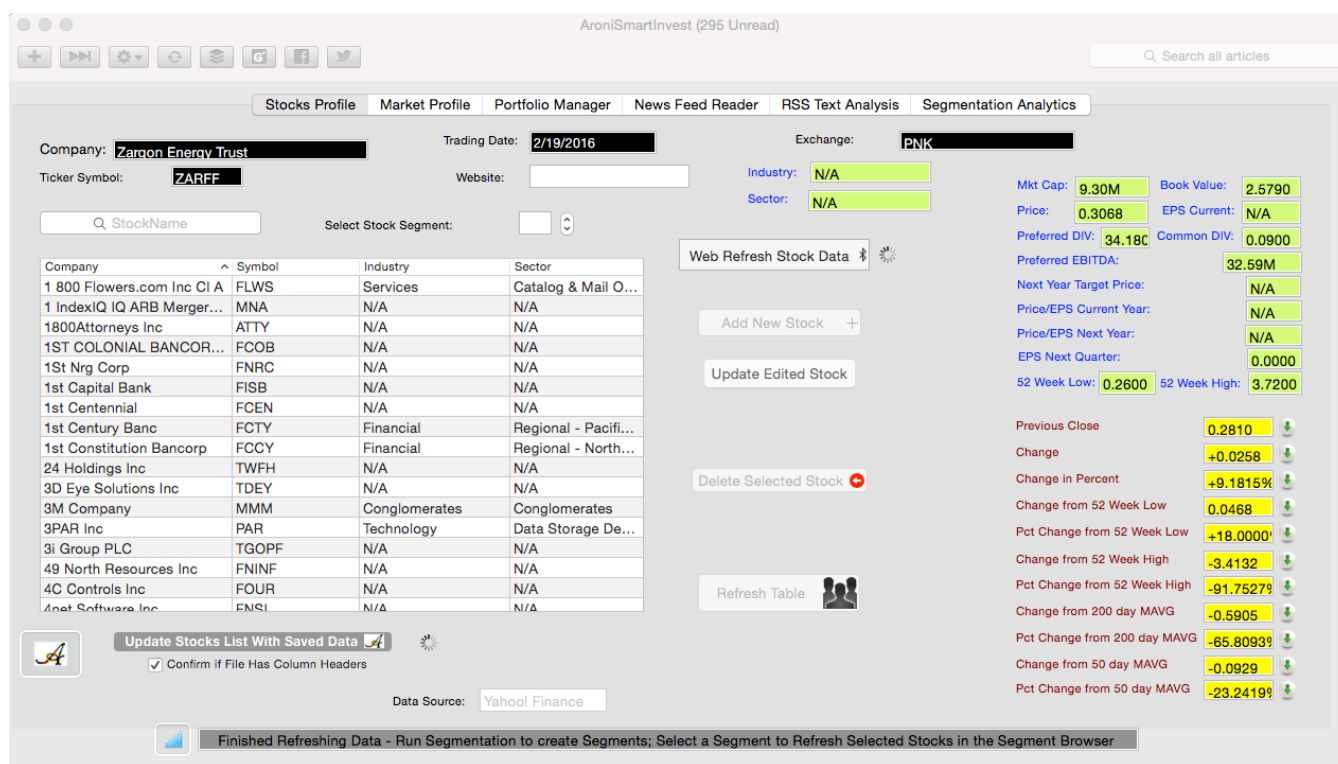 AroniSmartInvest (295 Unread)
Search all articles
Stocks Profile Market Profile Portfolio Manager News Feed Reader RSS Text Analysis Segmentation Analytics
Company: Zargon Energy Trust Trading Date: 2/19/2016 Exchange: PNK
Ticker Symbol: ZARFF Website: Industry: N/A
Sector: N/A
StockName Select Stock Segment:
Web Refresh Stock Data
Add New Stock
Update Edited Stock
Delete Selected Stock
Refresh Table
Company Symbol Industry Sector
1 800 Flowers.com Inc Cl A FLWS Services Catalog & Mail O...
1 IndexIQ IQ ARB Merger... MNA N/A N/A
1800Attorneys Inc ATTY N/A N/A
1ST COLONIAL BANCOR... FCOB N/A N/A
1St Nrg Corp FNRC N/A N/A
1st Capital Bank FISB N/A N/A
1st Centennial FCEN N/A N/A
1st Century Banc FCTY Financial Regional - Pacifi...
1st Constitution Bancorp FCCY Financial Regional - North...
24 Holdings Inc TWFH N/A N/A
3D Eye Solutions Inc TDEY N/A N/A
3M Company MMM Conglomerates Conglomerates
3PAR Inc PAR Technology Data Storage De...
3i Group PLC TGOPF N/A N/A
49 North Resources Inc FNINF N/A N/A
4C Controls Inc FOUR N/A N/A
4net Software Inc FNSI N/A N/A
Mkt Cap: 9.30M Book Value: 2.5790
Price: 0.3068 EPS Current: N/A
Preferred DIV: 34.180 Common DIV: 0.0900
Preferred EBITDA: 32.59M
Next Year Target Price: N/A
Price/EPS Current Year: N/A
Price/EPS Next Year: N/A
EPS Next Quarter: 0.0000
52 Week Low: 0.2600 52 Week High: 3.7200
Previous Close 0.2810
Change +0.0258
Change in Percent +9.1815%
Change from 52 Week Low 0.0468
Pct Change from 52 Week Low +18.0000
Change from 52 Week High -3.4132
Pct Change from 52 Week High -91.7527%
Change from 200 day MAVG -0.5905
Pct Change from 200 day MAVG -65.8093%
Change from 50 day MAVG -0.0929
Pct Change from 50 day MAVG -23.2419%
Update Stocks List With Saved Data
Confirm if File Has Column Headers
Data Source: Yahoo! Finance
Finished Refreshing Data - Run Segmentation to create Segments; Select a Segment to Refresh Selected Stocks in the Segment Browser